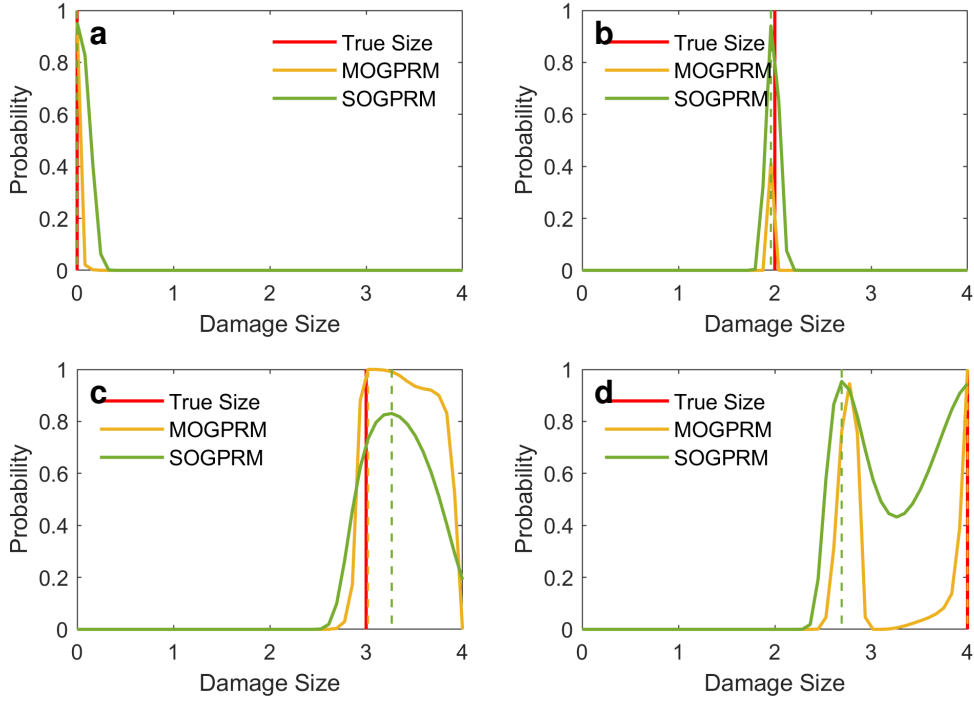 a
True Size
MOGPRM
SOGPRM
Probability
1
0.8
0.6
0.4
0.2
0
0 1 2 3 4
Damage Size
b
True Size
MOGPRM
SOGPRM
Probability
1
0.8
0.6
0.4
0.2
0
0 1 2 3 4
Damage Size
c
True Size
MOGPRM
SOGPRM
Probability
1
0.8
0.6
0.4
0.2
0
0 1 2 3 4
Damage Size
d
True Size
MOGPRM
SOGPRM
Probability
1
0.8
0.6
0.4
0.2
0
0 1 2 3 4
Damage Size